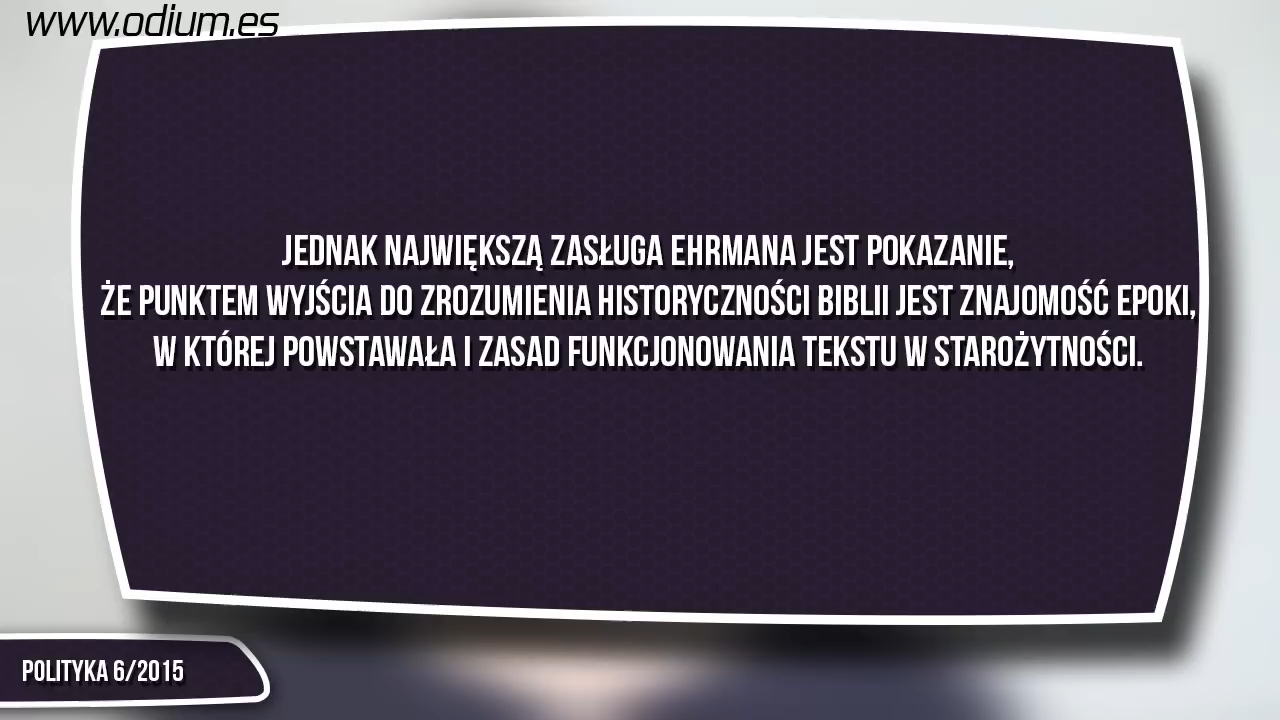 www.odium.es
JEDNAK NAJWIĘKSZĄ ZASŁUGA EHRMANA JEST POKAZANIE,
ŻE PUNKTEM WYJŚCIA DO ZROZUMIENIA HISTORYCZNOŚCI BIBLII JEST ZNAJOMOŚĆ EPOKI,
W KTÓREJ POWSTAWAŁA I ZASAD FUNKCJONOWANIA TEKSTU W STAROŻYTNOŚCI.
POLITYKA 6/2015